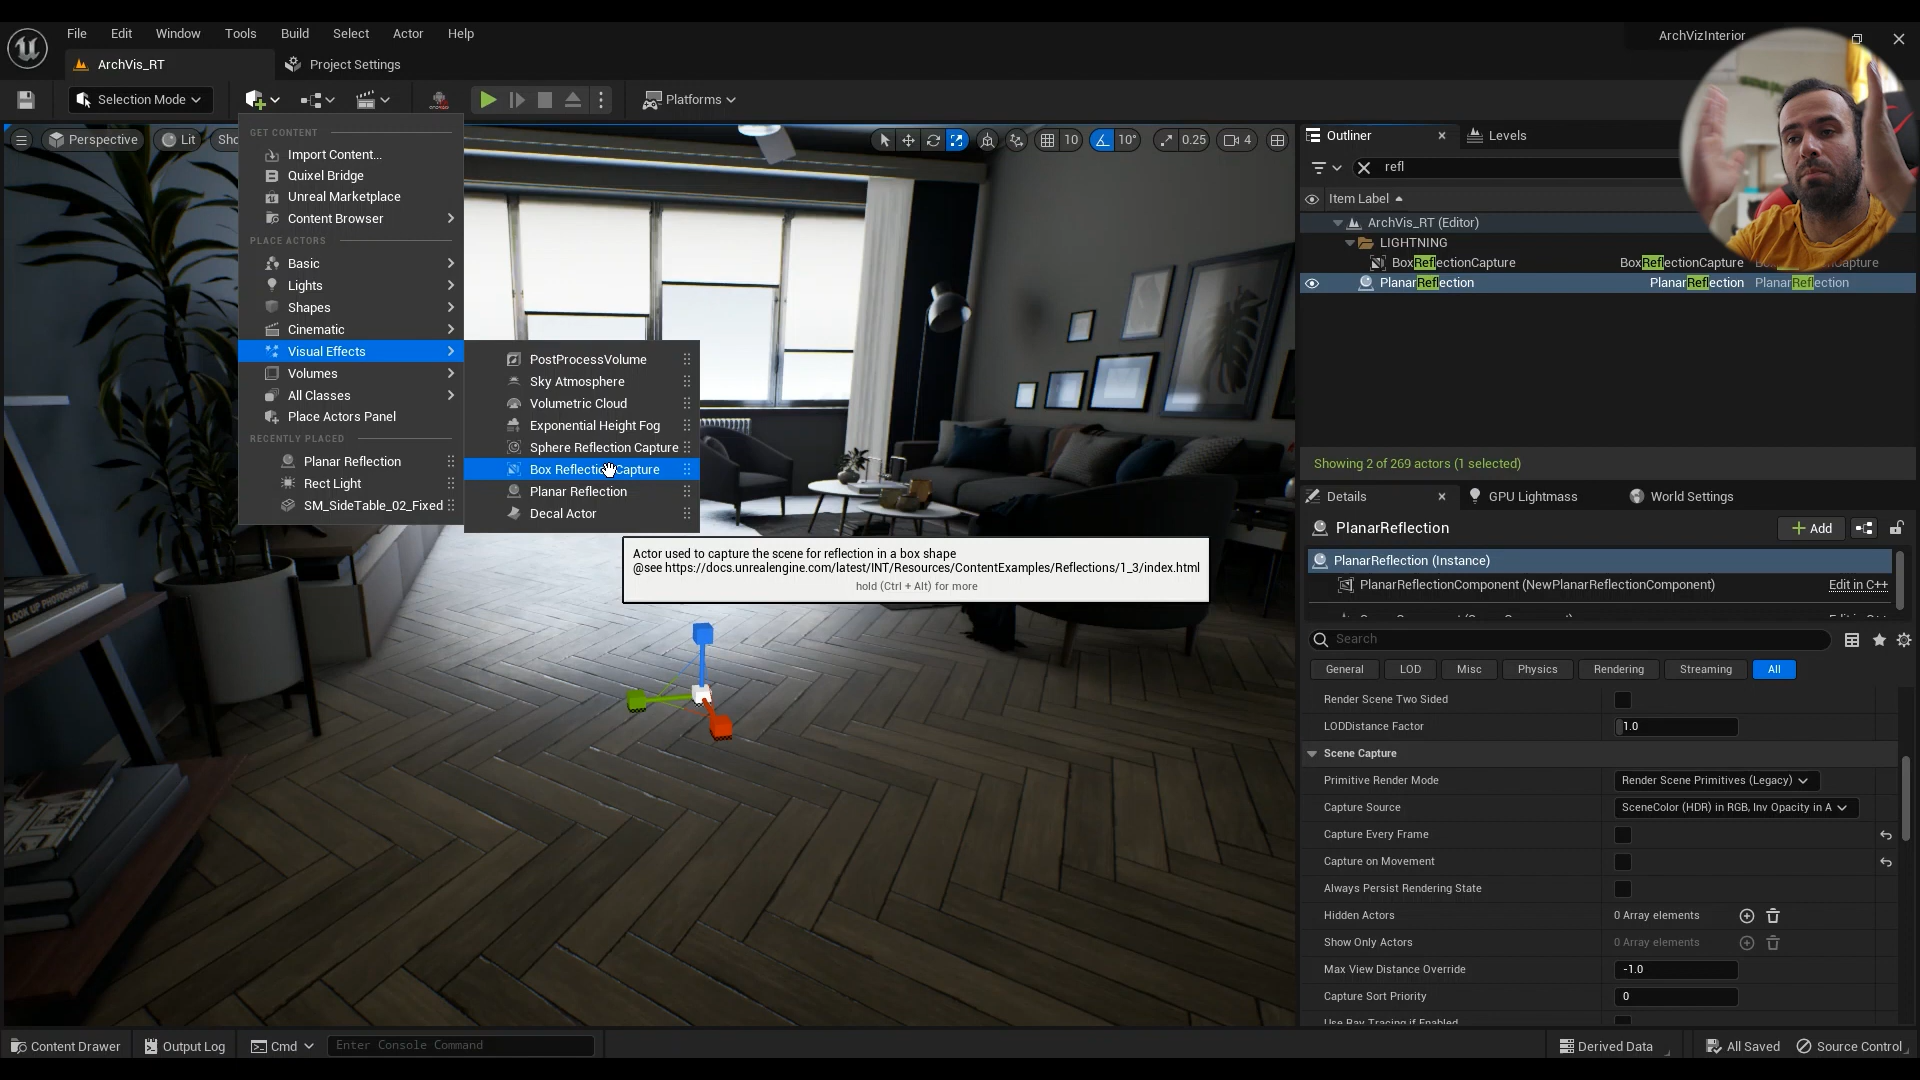 File Edit Window Tools Build Select Actor Help
ArchVizInterior
ArchVis_RT
Project Settings
Selection Mode
Platforms
Perspective
Lit
Sho
10
10°
0.25
4
GET CONTENT
Import Content...
Quixel Bridge
Unreal Marketplace
Content Browser
PLACE ACTORS
Basic
Lights
Shapes
Cinematic
Visual Effects
Volumes
All Classes
Place Actors Panel
RECENTLY PLACED
Planar Reflection
Rect Light
SM_SideTable_02_Fixed
PostProcessVolume
Sky Atmosphere
Volumetric Cloud
Exponential Height Fog
Sphere Reflection Capture
Box Reflection Capture
Planar Reflection
Decal Actor
Actor used to capture the scene for reflection in a box shape
@see https://docs.unrealengine.com/latest/INT/Resources/ContentExamples/Reflections/1_3/index.html
hold (Ctrl + Alt) for more
LOOK UP PHOTOGRAPHS
Outliner
Levels
refl
Item Label
ArchVis_RT (Editor)
LIGHTNING
BoxReflectionCapture BoxReflectionCapture BoxReflectionCapture
PlanarReflection PlanarReflection PlanarReflection
Showing 2 of 269 actors (1 selected)
Details
GPU Lightmass
World Settings
PlanarReflection
Add
PlanarReflection (Instance)
PlanarReflectionComponent (NewPlanarReflectionComponent) Edit in C++
Search
General LOD Misc Physics Rendering Streaming All
Render Scene Two Sided
LODDistance Factor 1.0
Scene Capture
Primitive Render Mode Render Scene Primitives (Legacy)
Capture Source SceneColor (HDR) in RGB, Inv Opacity in A
Capture Every Frame
Capture on Movement
Always Persist Rendering State
Hidden Actors 0 Array elements
Show Only Actors 0 Array elements
Max View Distance Override -1.0
Capture Sort Priority 0
Use Ray Tracing if Enabled
Content Drawer
Output Log
Cmd
Enter Console Command
Derived Data
All Saved
Source Control